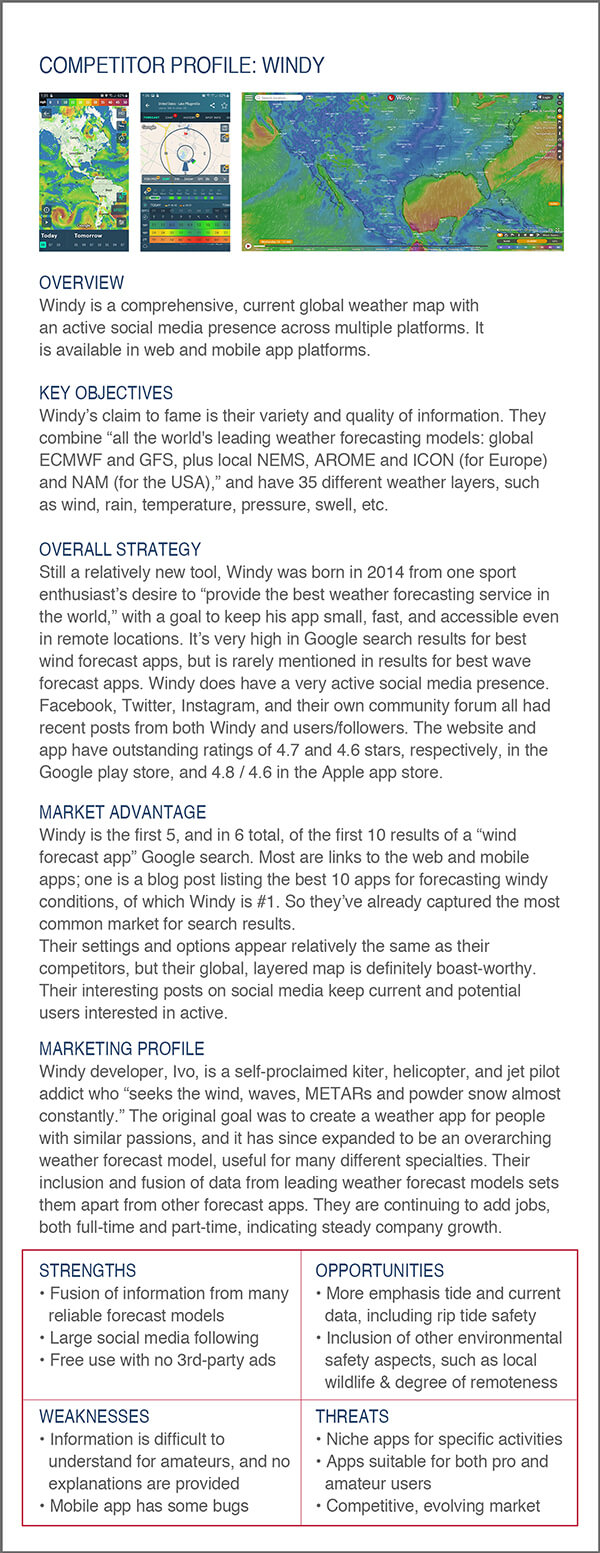 COMPETITOR PROFILE: WINDY
United States - Lake Magnolia
Google
Today
Tomorrow
Google
TODAY
Windy
OVERVIEW
Windy is a comprehensive, current global weather map with
an active social media presence across multiple platforms. It
is available in web and mobile app platforms.
KEY OBJECTIVES
Windy’s claim to fame is their variety and quality of information. They
combine “all the world's leading weather forecasting models: global
ECMWF and GFS, plus local NEMS, AROME and ICON (for Europe)
and NAM (for the USA),” and have 35 different weather layers, such
as wind, rain, temperature, pressure, swell, etc.
OVERALL STRATEGY
Still a relatively new tool, Windy was born in 2014 from one sport
enthusiast’s desire to “provide the best weather forecasting service in
the world,” with a goal to keep his app small, fast, and accessible even
in remote locations. It’s very high in Google search results for best
wind forecast apps, but is rarely mentioned in results for best wave
forecast apps. Windy does have a very active social media presence.
Facebook, Twitter, Instagram, and their own community forum all had
recent posts from both Windy and users/followers. The website and
app have outstanding ratings of 4.7 and 4.6 stars, respectively, in the
Google play store, and 4.8 / 4.6 in the Apple app store.
MARKET ADVANTAGE
Windy is the first 5, and in 6 total, of the first 10 results of a “wind
forecast app” Google search. Most are links to the web and mobile
apps; one is a blog post listing the best 10 apps for forecasting windy
conditions, of which Windy is #1. So they’ve already captured the most
common market for search results.
Their settings and options appear relatively the same as their
competitors, but their global, layered map is definitely boast-worthy.
Their interesting posts on social media keep current and potential
users interested in active.
MARKETING PROFILE
Windy developer, Ivo, is a self-proclaimed kiter, helicopter, and jet pilot
addict who “seeks the wind, waves, METARs and powder snow almost
constantly.” The original goal was to create a weather app for people
with similar passions, and it has since expanded to be an overarching
weather forecast model, useful for many different specialties. Their
inclusion and fusion of data from leading weather forecast models sets
them apart from other forecast apps. They are continuing to add jobs,
both full-time and part-time, indicating steady company growth.
STRENGTHS
• Fusion of information from many
reliable forecast models
• Large social media following
• Free use with no 3rd-party ads
OPPORTUNITIES
• More emphasis tide and current
data, including rip tide safety
• Inclusion of other environmental
safety aspects, such as local
wildlife & degree of remoteness
WEAKNESSES
• Information is difficult to
understand for amateurs, and no
explanations are provided
• Mobile app has some bugs
THREATS
• Niche apps for specific activities
• Apps suitable for both pro and
amateur users
• Competitive, evolving market